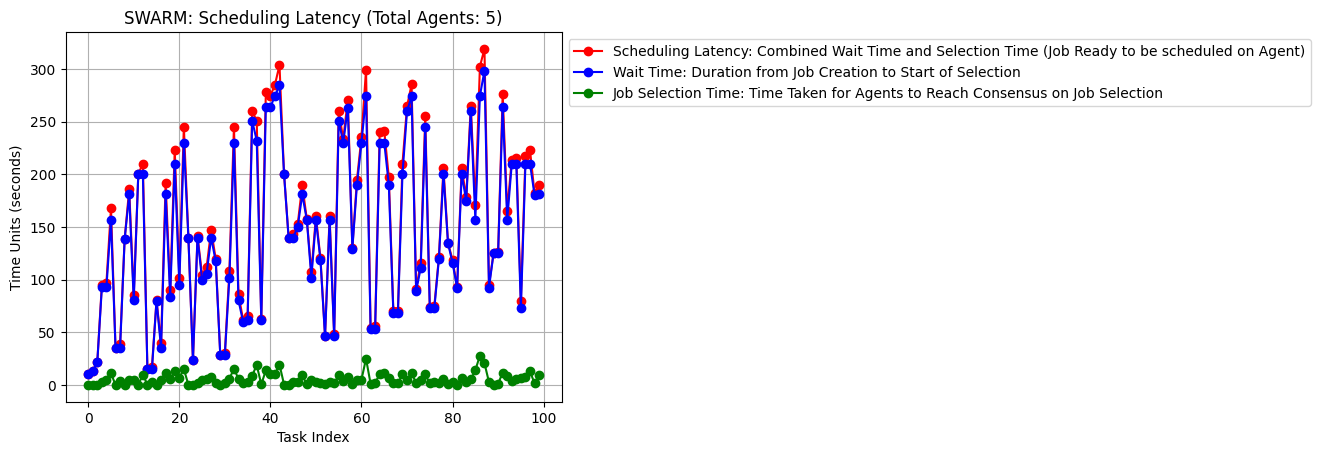 SWARM: Scheduling Latency (Total Agents: 5)
Scheduling Latency: Combined Wait Time and Selection Time (Job Ready to be scheduled on Agent)
Wait Time: Duration from Job Creation to Start of Selection
Job Selection Time: Time Taken for Agents to Reach Consensus on Job Selection
Time Units (seconds)
300
250
200
150
100
50
0
0 20 40 60 80 100
Task Index